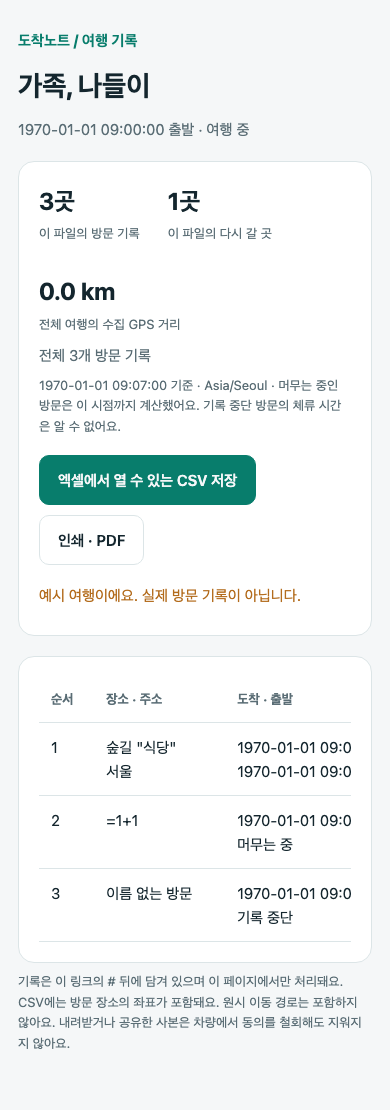 도착노트 / 여행 기록
가족, 나들이
1970-01-01 09:00:00 출발 · 여행 중
3곳
이 파일의 방문 기록
1곳
이 파일의 다시 갈 곳
0.0 km
전체 여행의 수집 GPS 거리
전체 3개 방문 기록
1970-01-01 09:07:00 기준 · Asia/Seoul · 머무는 중인
방문은 이 시점까지 계산했어요. 기록 중단 방문의 체류 시간
은 알 수 없어요.
엑셀에서 열 수 있는 CSV 저장
인쇄 · PDF
예시 여행이에요. 실제 방문 기록이 아닙니다.
순서 장소 · 주소 도착 · 출발
1 숲길 "식당" 1970-01-01 09:0
서울 1970-01-01 09:0
2 =1+1 1970-01-01 09:0
머무는 중
3 이름 없는 방문 1970-01-01 09:0
기록 중단
기록은 이 링크의 # 뒤에 담겨 있으며 이 페이지에서만 처리돼요.
CSV에는 방문 장소의 좌표가 포함돼요. 원시 이동 경로는 포함하지
않아요. 내려받거나 공유한 사본은 차량에서 동의를 철회해도 지워지
지 않아요.